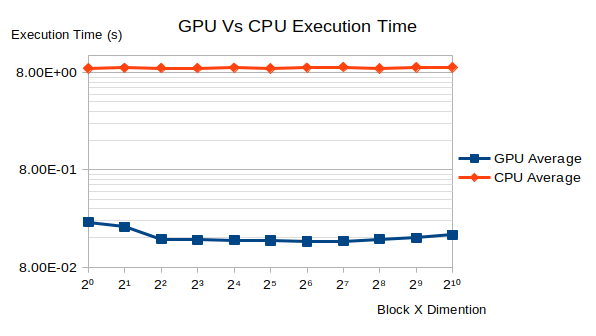 GPU Vs CPU Execution Time
Execution Time (s)
8.00E+00
8.00E-01
8.00E-02
GPU Average
CPU Average
2⁰ 2¹ 2² 2³ 2⁴ 2⁵ 2⁶ 2⁷ 2⁸ 2⁹ 2¹⁰
Block X Dimention